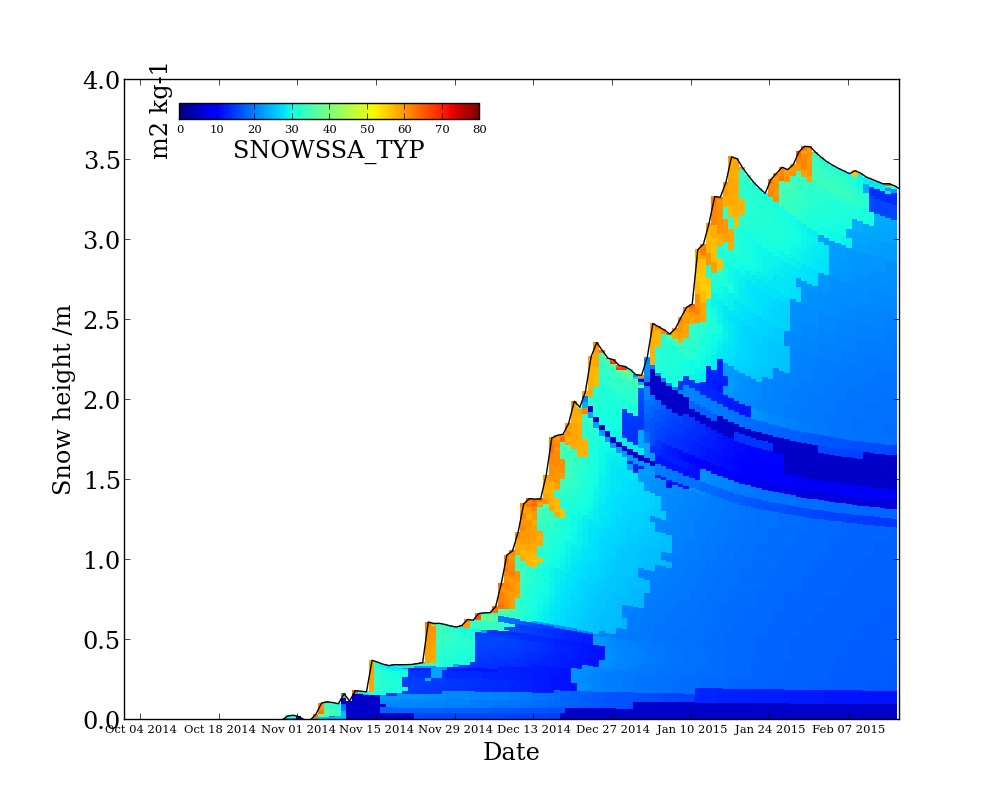 4.0
3.5
3.0
2.5
2.0
1.5
1.0
0.5
0.0
Snow height /m
m2 kg-1
0 10 20 30 40 50 60 70 80
SNOWSSA_TYP
Oct 04 2014 Oct 18 2014 Nov 01 2014 Nov 15 2014 Nov 29 2014 Dec 13 2014 Dec 27 2014 Jan 10 2015 Jan 24 2015 Feb 07 2015
Date